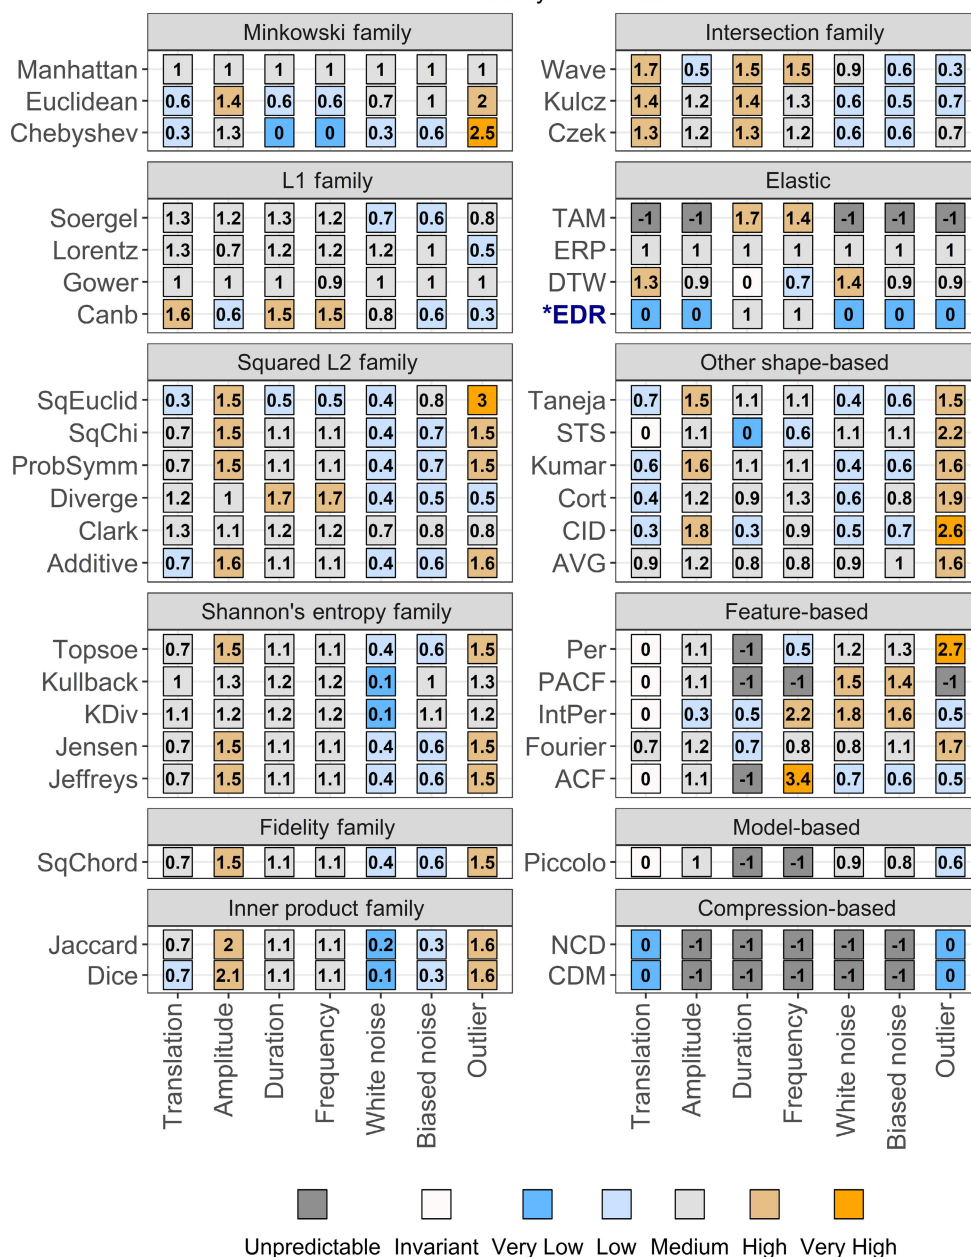 Minkowski family
Manhattan 1 1 1 1 1 1 1
Euclidean 0.6 1.4 0.6 0.6 0.7 1 2
Chebyshev 0.3 1.3 0 0 0.3 0.6 2.5
L1 family
Soergel 1.3 1.2 1.3 1.2 0.7 0.6 0.8
Lorentz 1.3 0.7 1.2 1.2 1.2 1 0.5
Gower 1 1 1 0.9 1 1 1
Canb 1.6 0.6 1.5 1.5 0.8 0.6 0.3
Squared L2 family
SqEuclid 0.3 1.5 0.5 0.5 0.4 0.8 3
SqChi 0.7 1.5 1.1 1.1 0.4 0.7 1.5
ProbSymm 0.7 1.5 1.1 1.1 0.4 0.7 1.5
Diverge 1.2 1 1.7 1.7 0.4 0.5 0.5
Clark 1.3 1.1 1.2 1.2 0.7 0.8 0.8
Additive 0.7 1.6 1.1 1.1 0.4 0.6 1.6
Shannon's entropy family
Topsoe 0.7 1.5 1.1 1.1 0.4 0.6 1.5
Kullback 1 1.3 1.2 1.2 0.1 1 1.3
KDiv 1.1 1.2 1.2 1.2 0.1 1.1 1.2
Jensen 0.7 1.5 1.1 1.1 0.4 0.6 1.5
Jeffreys 0.7 1.5 1.1 1.1 0.4 0.6 1.5
Fidelity family
SqChord 0.7 1.5 1.1 1.1 0.4 0.6 1.5
Inner product family
Jaccard 0.7 2 1.1 1.1 0.2 0.3 1.6
Dice 0.7 2.1 1.1 1.1 0.1 0.3 1.6
Translation
Amplitude
Duration
Frequency
White noise
Biased noise
Outlier
Intersection family
Wave 1.7 0.5 1.5 1.5 0.9 0.6 0.3
Kulcz 1.4 1.2 1.4 1.3 0.6 0.5 0.7
Czek 1.3 1.2 1.3 1.2 0.6 0.6 0.7
Elastic
TAM -1 -1 1.7 1.4 -1 -1 -1
ERP 1 1 1 1 1 1 1
DTW 1.3 0.9 0 0.7 1.4 0.9 0.9
*EDR 0 0 1 1 0 0 0
Other shape-based
Taneja 0.7 1.5 1.1 1.1 0.4 0.6 1.5
STS 0 1.1 0 0.6 1.1 1.1 2.2
Kumar 0.6 1.6 1.1 1.1 0.4 0.6 1.6
Cort 0.4 1.2 0.9 1.3 0.6 0.8 1.9
CID 0.3 1.8 0.3 0.9 0.5 0.7 2.6
AVG 0.9 1.2 0.8 0.8 0.9 1 1.6
Feature-based
Per 0 1.1 -1 0.5 1.2 1.3 2.7
PACF 0 1.1 -1 -1 1.5 1.4 -1
IntPer 0 0.3 0.5 2.2 1.8 1.6 0.5
Fourier 0.7 1.2 0.7 0.8 0.8 1.1 1.7
ACF 0 1.1 -1 3.4 0.7 0.6 0.5
Model-based
Piccolo 0 1 -1 -1 0.9 0.8 0.6
Compression-based
NCD 0 -1 -1 -1 -1 -1 0
CDM 0 -1 -1 -1 -1 -1 0
Translation
Amplitude
Duration
Frequency
White noise
Biased noise
Outlier
Unpredictable Invariant Very Low Low Medium High Very High